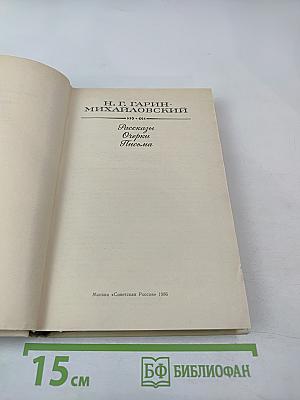 Н. Г. ГАРИН-
МИХАЙЛОВСКИЙ
Рассказы
Очерки
Письма
Москва «Советская Россия» 1986
15 см
БФ БИБЛИОФАН